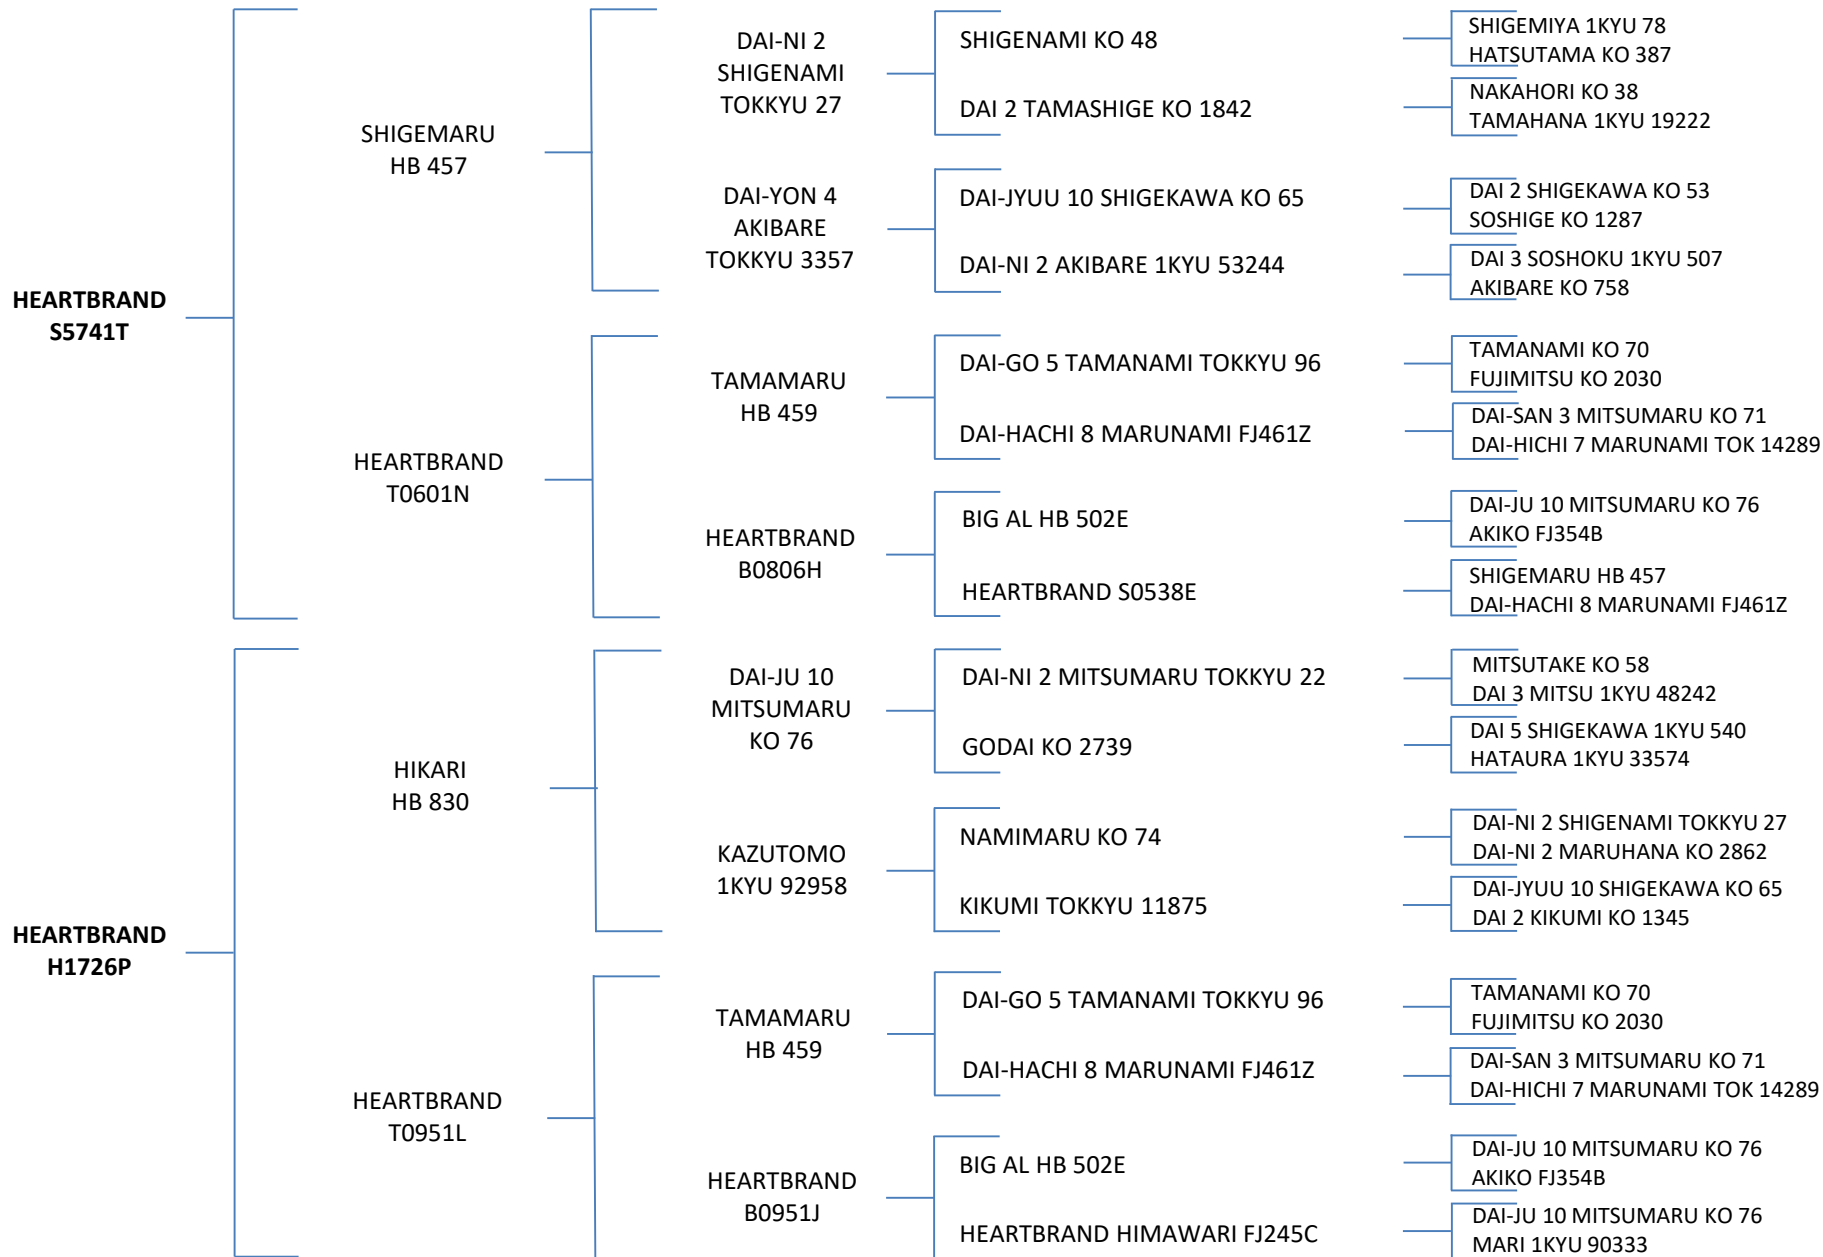 HEARTBRAND
S5741T
SHIGEMARU
HB 457
DAI-NI 2
SHIGENAMI
TOKKYU 27
SHIGENAMI KO 48
SHIGEMIYA 1KYU 78
HATSUTAMA KO 387
DAI 2 TAMASHIGE KO 1842
NAKAHORI KO 38
TAMAHANA 1KYU 19222
DAI-YON 4
AKIBARE
TOKKYU 3357
DAI-JYUU 10 SHIGEKAWA KO 65
DAI 2 SHIGEKAWA KO 53
SOSHIGE KO 1287
DAI-NI 2 AKIBARE 1KYU 53244
DAI 3 SOSHOKU 1KYU 507
AKIBARE KO 758
HEARTBRAND
T0601N
TAMAMARU
HB 459
DAI-GO 5 TAMANAMI TOKKYU 96
TAMANAMI KO 70
FUJIMITSU KO 2030
DAI-HACHI 8 MARUNAMI FJ461Z
DAI-SAN 3 MITSUMARU KO 71
DAI-HICHI 7 MARUNAMI TOK 14289
HEARTBRAND
B0806H
BIG AL HB 502E
DAI-JU 10 MITSUMARU KO 76
AKIKO FJ354B
HEARTBRAND S0538E
SHIGEMARU HB 457
DAI-HACHI 8 MARUNAMI FJ461Z
HEARTBRAND
H1726P
HIKARI
HB 830
DAI-JU 10
MITSUMARU
KO 76
DAI-NI 2 MITSUMARU TOKKYU 22
MITSUTAKE KO 58
DAI 3 MITSU 1KYU 48242
GODAI KO 2739
DAI 5 SHIGEKAWA 1KYU 540
HATAURA 1KYU 33574
KAZUTOMO
1KYU 92958
NAMIMARU KO 74
DAI-NI 2 SHIGENAMI TOKKYU 27
DAI-NI 2 MARUHANA KO 2862
KIKUMI TOKKYU 11875
DAI-JYUU 10 SHIGEKAWA KO 65
DAI 2 KIKUMI KO 1345
HEARTBRAND
T0951L
TAMAMARU
HB 459
DAI-GO 5 TAMANAMI TOKKYU 96
TAMANAMI KO 70
FUJIMITSU KO 2030
DAI-HACHI 8 MARUNAMI FJ461Z
DAI-SAN 3 MITSUMARU KO 71
DAI-HICHI 7 MARUNAMI TOK 14289
HEARTBRAND
B0951J
BIG AL HB 502E
DAI-JU 10 MITSUMARU KO 76
AKIKO FJ354B
HEARTBRAND HIMAWARI FJ245C
DAI-JU 10 MITSUMARU KO 76
MARI 1KYU 90333